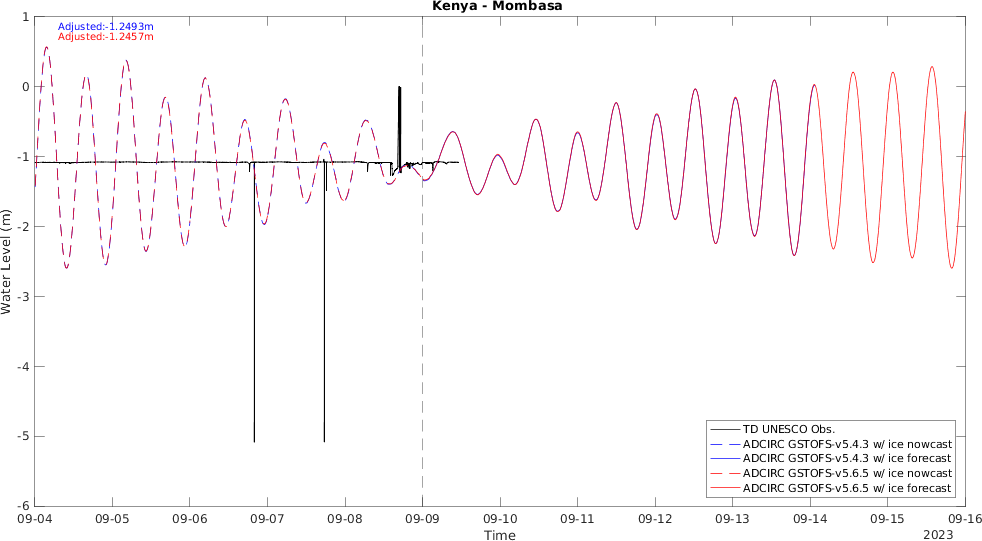 Kenya - Mombasa
Adjusted:-1.2493m
Adjusted:-1.2457m
Water Level (m)
1
0
-1
-2
-3
-4
-5
-6
TD UNESCO Obs.
ADCIRC GSTOFS-v5.4.3 w/ ice nowcast
ADCIRC GSTOFS-v5.4.3 w/ ice forecast
ADCIRC GSTOFS-v5.6.5 w/ ice nowcast
ADCIRC GSTOFS-v5.6.5 w/ ice forecast
09-04 09-05 09-06 09-07 09-08 09-09 09-10 09-11 09-12 09-13 09-14 09-15 09-16
Time
2023